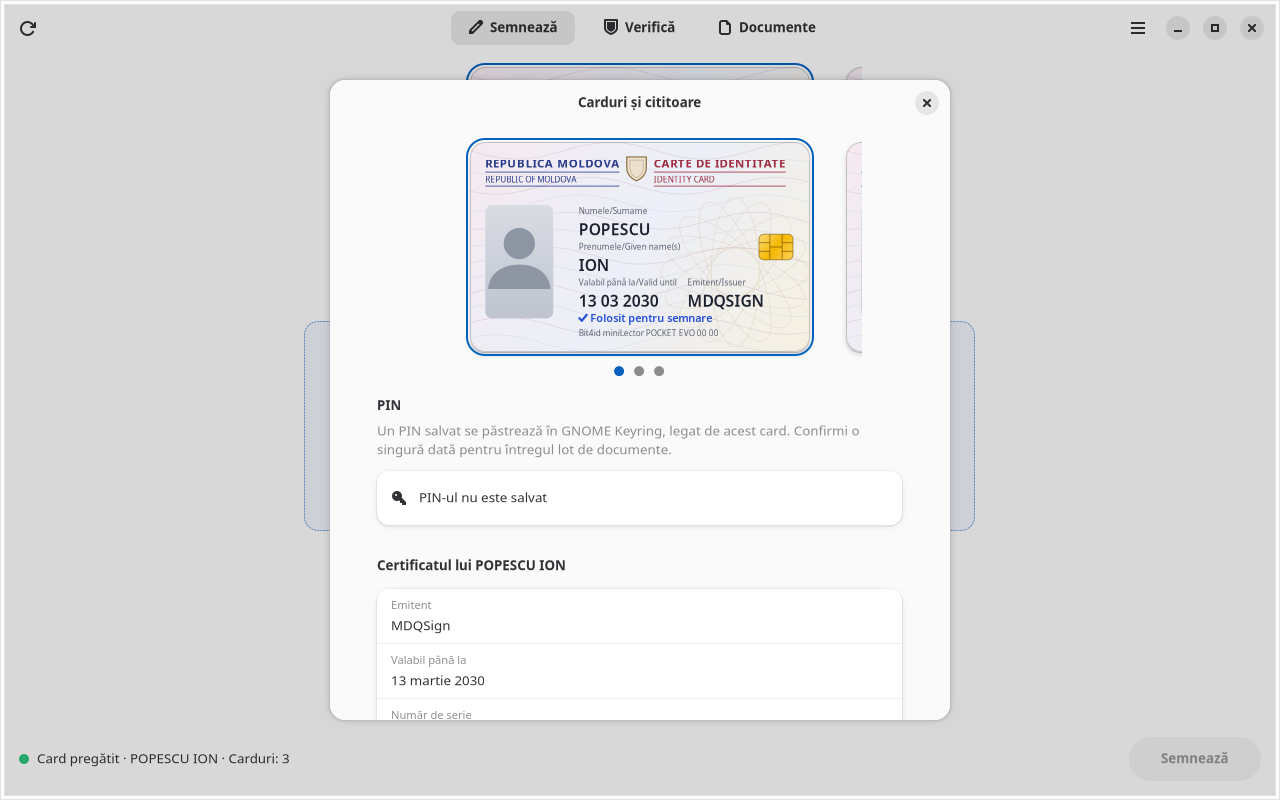 Semnează
Verifică
Documente
Carduri și cititoare
REPUBLICA MOLDOVA
CARTE DE IDENTITATE
REPUBLIC OF MOLDOVA
IDENTITY CARD
Numele/Surname
POPESCU
Prenumele/Given name(s)
ION
Valabil până la/Valid until
Emitent/Issuer
13 03 2030
MDQSIGN
Folosit pentru semnare
Bit4id miniLector POCKET EVO 00 00
PIN
Un PIN salvat se păstrează în GNOME Keyring, legat de acest card. Confirmi o
singură dată pentru întregul lot de documente.
PIN-ul nu este salvat
Certificatul lui POPESCU ION
Emitent
MDQSign
Valabil până la
13 martie 2030
Număr de serie
Card pregătit · POPESCU ION · Carduri: 3
Semnează